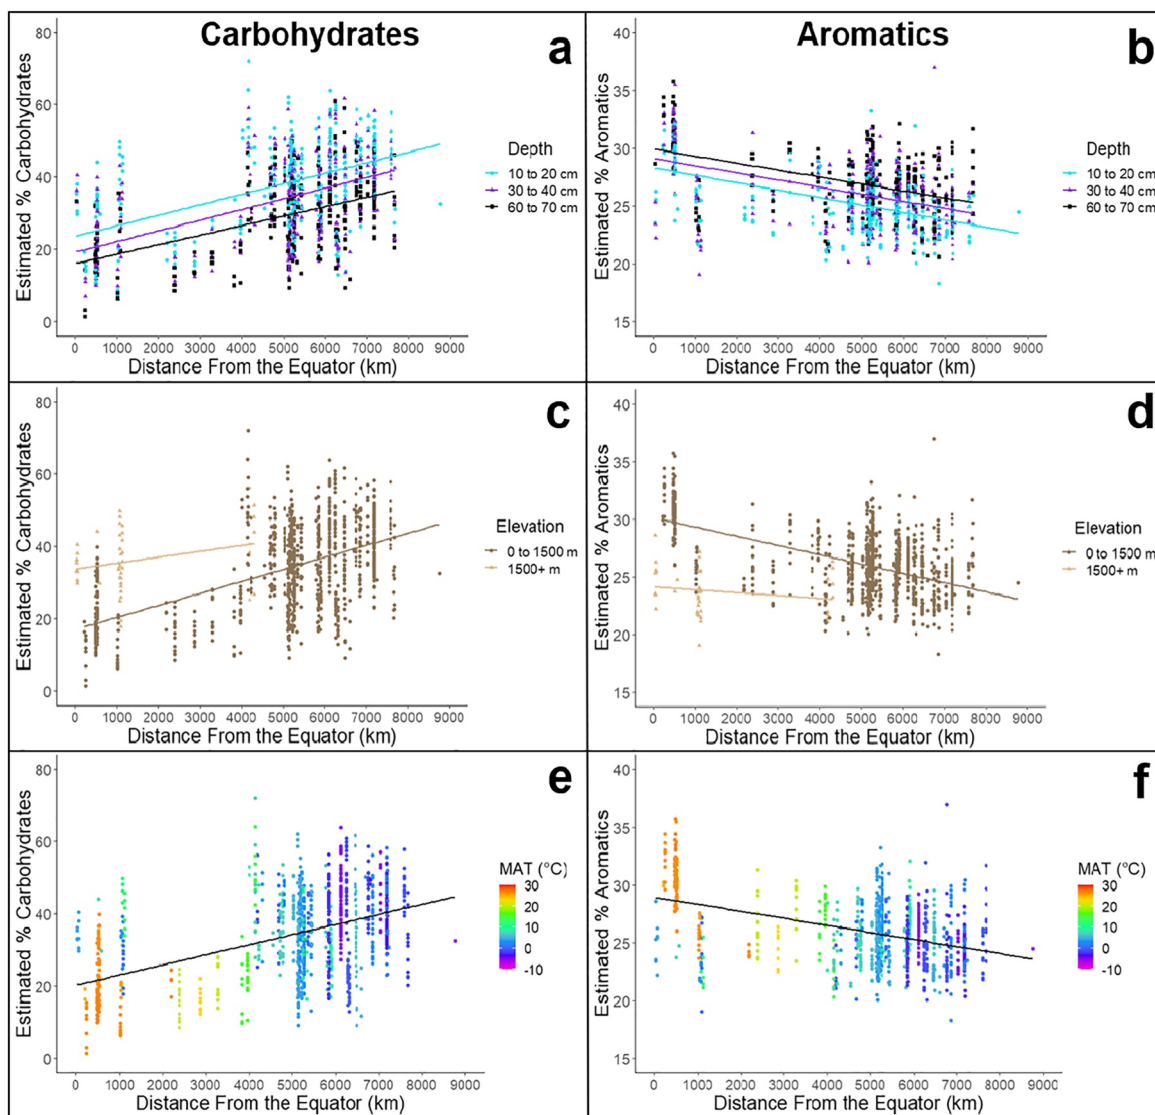 Carbohydrates
a
Estimated % Carbohydrates
80
60
40
20
0
0 1000 2000 3000 4000 5000 6000 7000 8000 9000
Distance From the Equator (km)
Depth
10 to 20 cm
30 to 40 cm
60 to 70 cm
Aromatics
b
Estimated % Aromatics
40
35
30
25
20
15
0 1000 2000 3000 4000 5000 6000 7000 8000 9000
Distance From the Equator (km)
Depth
10 to 20 cm
30 to 40 cm
60 to 70 cm
c
Estimated % Carbohydrates
80
60
40
20
0
0 1000 2000 3000 4000 5000 6000 7000 8000 9000
Distance From the Equator (km)
Elevation
0 to 1500 m
1500+ m
d
Estimated % Aromatics
40
35
30
25
20
15
0 1000 2000 3000 4000 5000 6000 7000 8000 9000
Distance From the Equator (km)
Elevation
0 to 1500 m
1500+ m
e
Estimated % Carbohydrates
80
60
40
20
0
0 1000 2000 3000 4000 5000 6000 7000 8000 9000
Distance From the Equator (km)
MAT (°C)
30
20
10
0
-10
f
Estimated % Aromatics
40
35
30
25
20
15
0 1000 2000 3000 4000 5000 6000 7000 8000 9000
Distance From the Equator (km)
MAT (°C)
30
20
10
0
-10